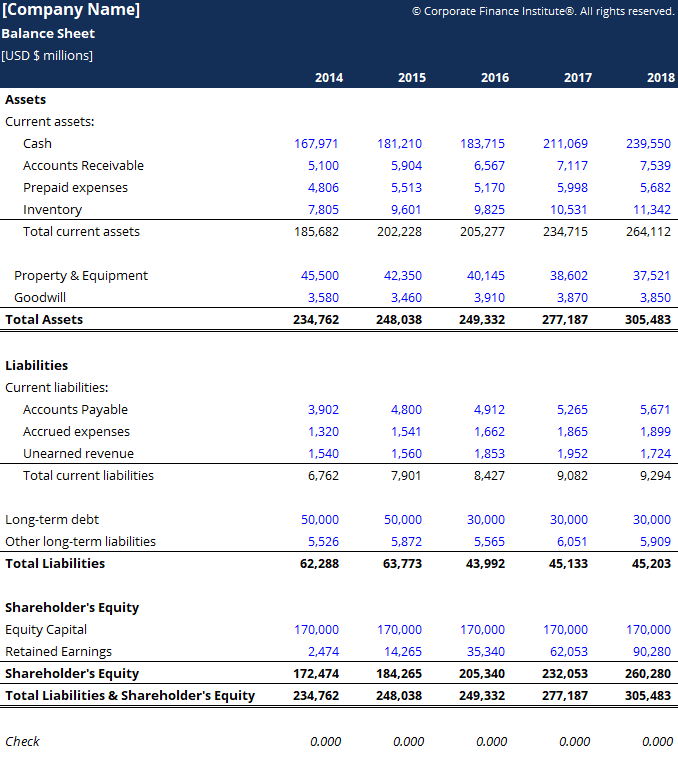 [Company Name] © Corporate Finance Institute®. All rights reserved.
Balance Sheet
[USD $ millions]
2014 2015 2016 2017 2018
Assets
Current assets:
Cash 167,971 181,210 183,715 211,069 239,550
Accounts Receivable 5,100 5,904 6,567 7,117 7,539
Prepaid expenses 4,806 5,513 5,170 5,998 5,682
Inventory 7,805 9,601 9,825 10,531 11,342
Total current assets 185,682 202,228 205,277 234,715 264,112
Property & Equipment 45,500 42,350 40,145 38,602 37,521
Goodwill 3,580 3,460 3,910 3,870 3,850
Total Assets 234,762 248,038 249,332 277,187 305,483
Liabilities
Current liabilities:
Accounts Payable 3,902 4,800 4,912 5,265 5,671
Accrued expenses 1,320 1,541 1,662 1,865 1,899
Unearned revenue 1,540 1,560 1,853 1,952 1,724
Total current liabilities 6,762 7,901 8,427 9,082 9,294
Long-term debt 50,000 50,000 30,000 30,000 30,000
Other long-term liabilities 5,526 5,872 5,565 6,051 5,909
Total Liabilities 62,288 63,773 43,992 45,133 45,203
Shareholder's Equity
Equity Capital 170,000 170,000 170,000 170,000 170,000
Retained Earnings 2,474 14,265 35,340 62,053 90,280
Shareholder's Equity 172,474 184,265 205,340 232,053 260,280
Total Liabilities & Shareholder's Equity 234,762 248,038 249,332 277,187 305,483
Check 0.000 0.000 0.000 0.000 0.000